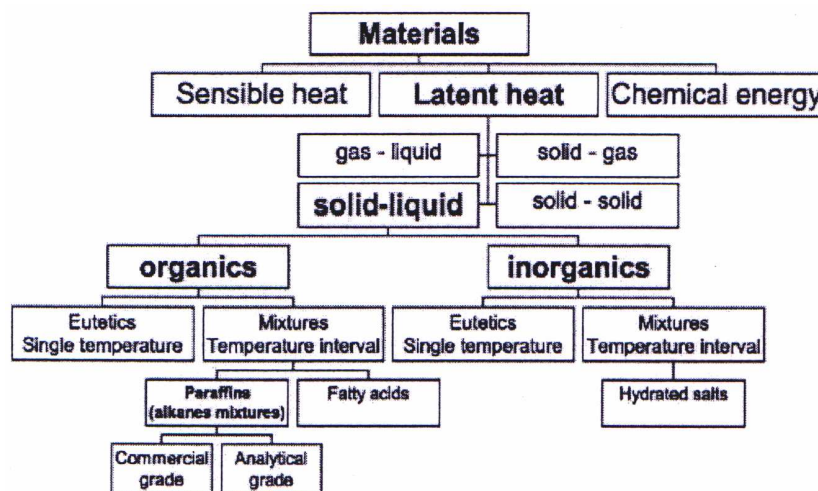 Materials
Sensible heat
Latent heat
Chemical energy
gas - liquid
solid - gas
solid-liquid
solid - solid
organics
inorganics
Eutetics
Single temperature
Mixtures
Temperature interval
Eutetics
Single temperature
Mixtures
Temperature interval
Paraffins
(alkanes mixtures)
Fatty acids
Hydrated salts
Commercial
grade
Analytical
grade